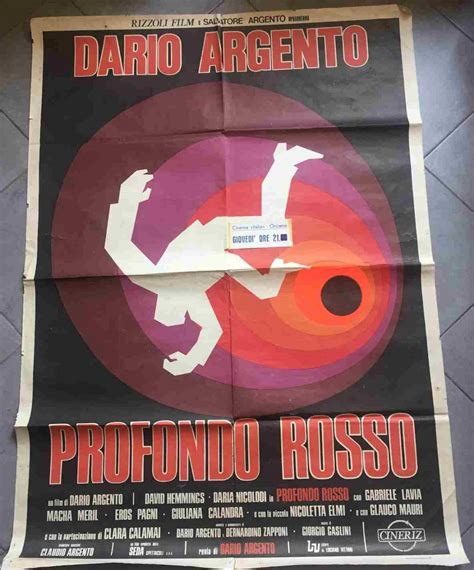 RIZZOLI FILM e SALVATORE ARGENTO
presentano
DARIO ARGENTO
GIOVEDI' ORE 21.
PROFONDO ROSSO
un film di DARIO ARGENTO DAVID HEMMINGS DARIA NICOLODI in PROFONDO ROSSO con GABRIELE LAVIA
MACHA MERIL EROS PAGNI GIULIANA CALANDRA e con la piccola NICOLETTA ELMI e con GLAUCO MAURI
e con la partecipazione di CLARA CALAMAI DARIO ARGENTO BERNARDINO ZAPPONI GIORGIO GASLINI
CLAUDIO ARGENTO SEDA SPETTACOLI regia di DARIO ARGENTO
CINERIZ